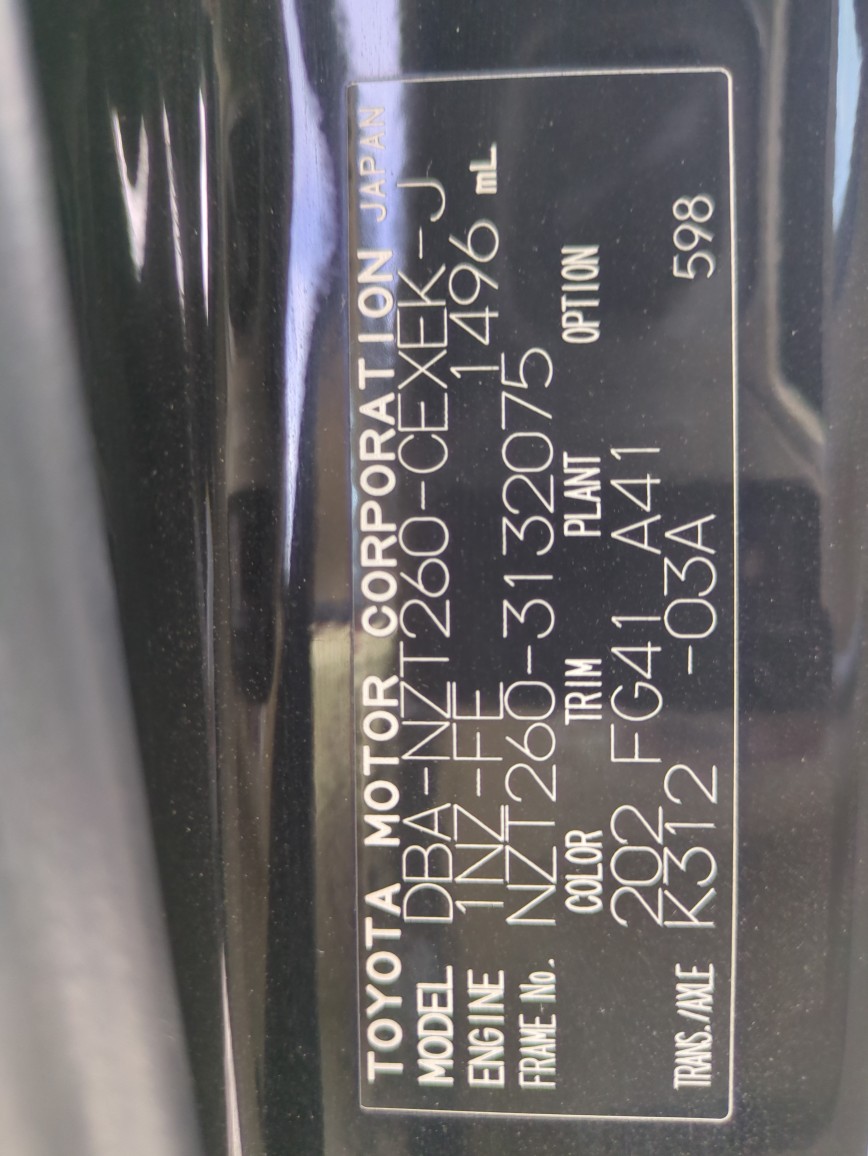 TOYOTA MOTOR CORPORATION JAPAN
MODEL DBA-NZT260-CEXEK-J
ENGINE 1NZ-FE 1496 mL
FRAME No. NZT260-3132075
COLOR TRIM PLANT OPTION
202 FG41 A41
TRANS./AXLE K312 -03A 598